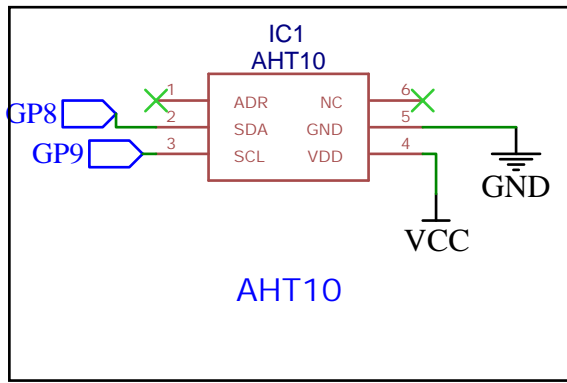 IC1
AHT10
1 ADR NC 6
GP8 2 SDA GND 5
GP9 3 SCL VDD 4
GND
VCC
AHT10